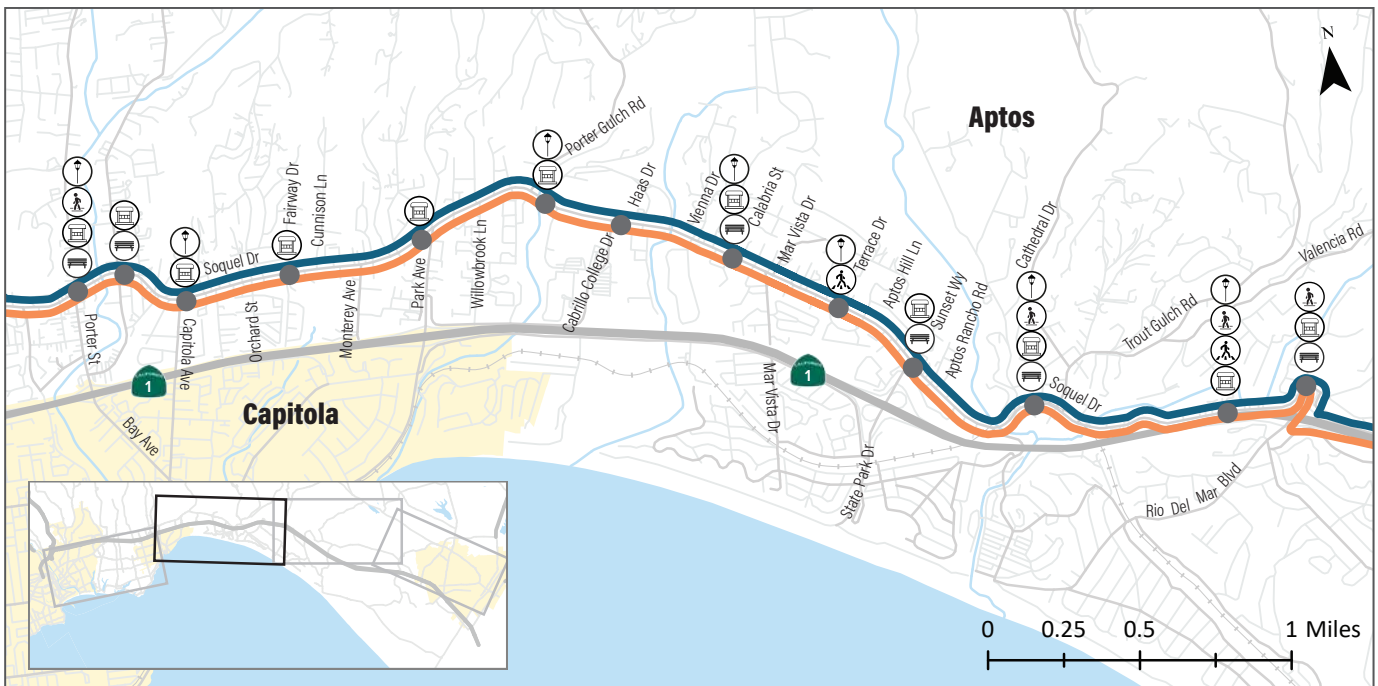 N
Aptos
Porter Gulch Rd
Haas Dr
Vienna Dr
Calabria St
Mar Vista Dr
Terrace Dr
Aptos Hill Ln
Sunset Wy
Aptos Rancho Rd
Cathedral Dr
Valencia Rd
Trout Gulch Rd
Soquel Dr
Fairway Dr
Cunnison Ln
Soquel Dr
Porter St
Capitola Ave
Orchard St
Monterey Ave
Park Ave
Willowbrook Ln
Cabrillo College Dr
1
1
Capitola
Bay Ave
Mar Vista Dr
State Park Dr
Rio Del Mar Blvd
0 0.25 0.5 1 Miles